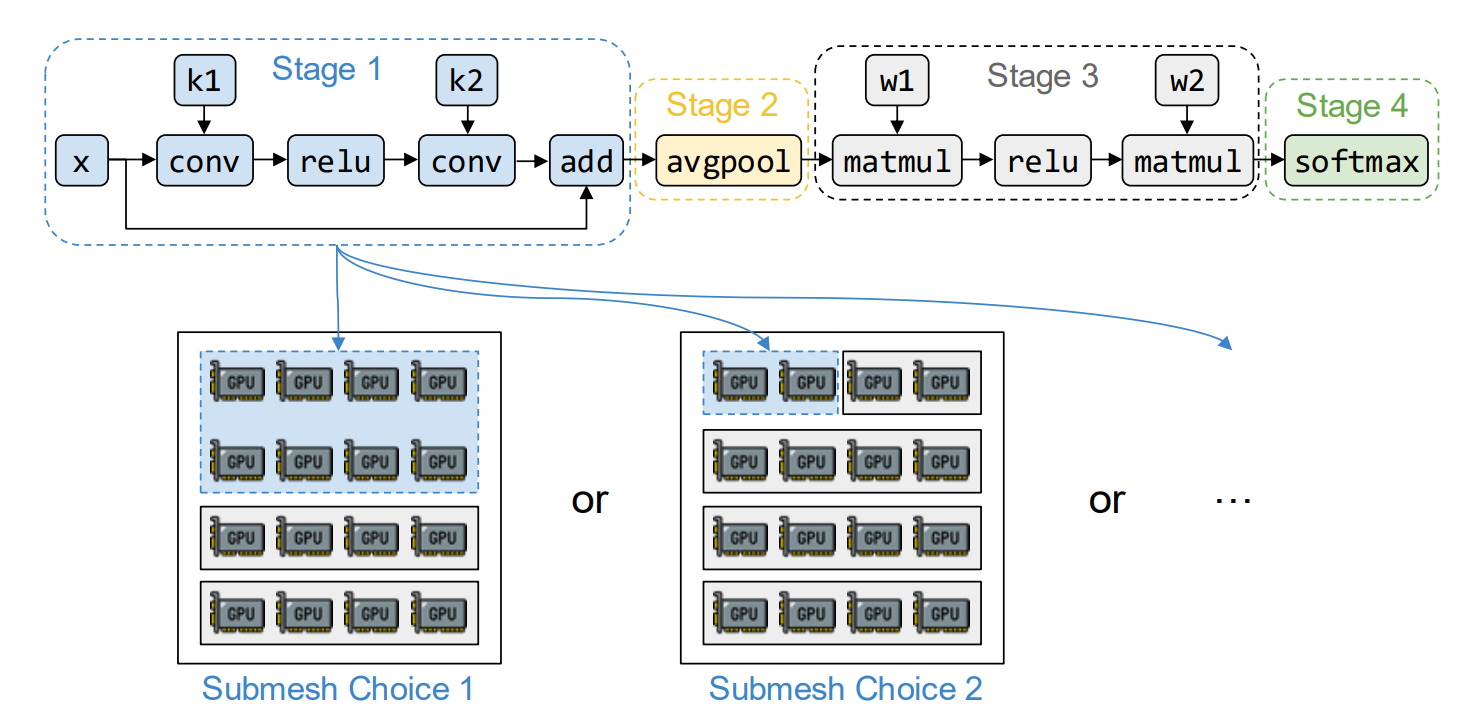 Stage 1
k1
k2
x
conv
relu
conv
add
Stage 2
avgpool
Stage 3
w1
w2
matmul
relu
matmul
Stage 4
softmax
GPU GPU GPU GPU
GPU GPU GPU GPU
GPU GPU GPU GPU
GPU GPU GPU GPU
Submesh Choice 1
or
GPU GPU GPU GPU
GPU GPU GPU GPU
GPU GPU GPU GPU
GPU GPU GPU GPU
Submesh Choice 2
or
...